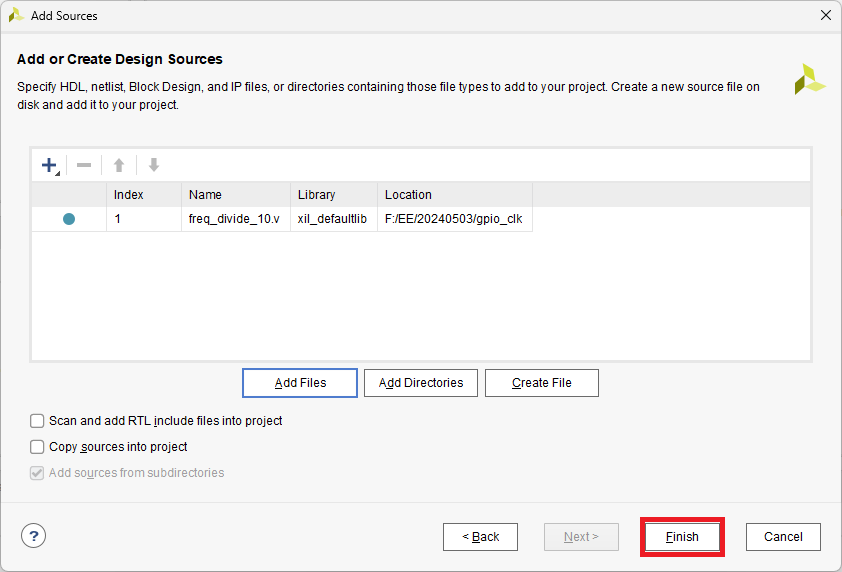 Add Sources
Add or Create Design Sources
Specify HDL, netlist, Block Design, and IP files, or directories containing those file types to add to your project. Create a new source file on
disk and add it to your project.
Index Name Library Location
1 freq_divide_10.v xil_defaultlib F:/EE/20240503/gpio_clk
Add Files Add Directories Create File
Scan and add RTL include files into project
Copy sources into project
Add sources from subdirectories
? < Back Next > Finish Cancel